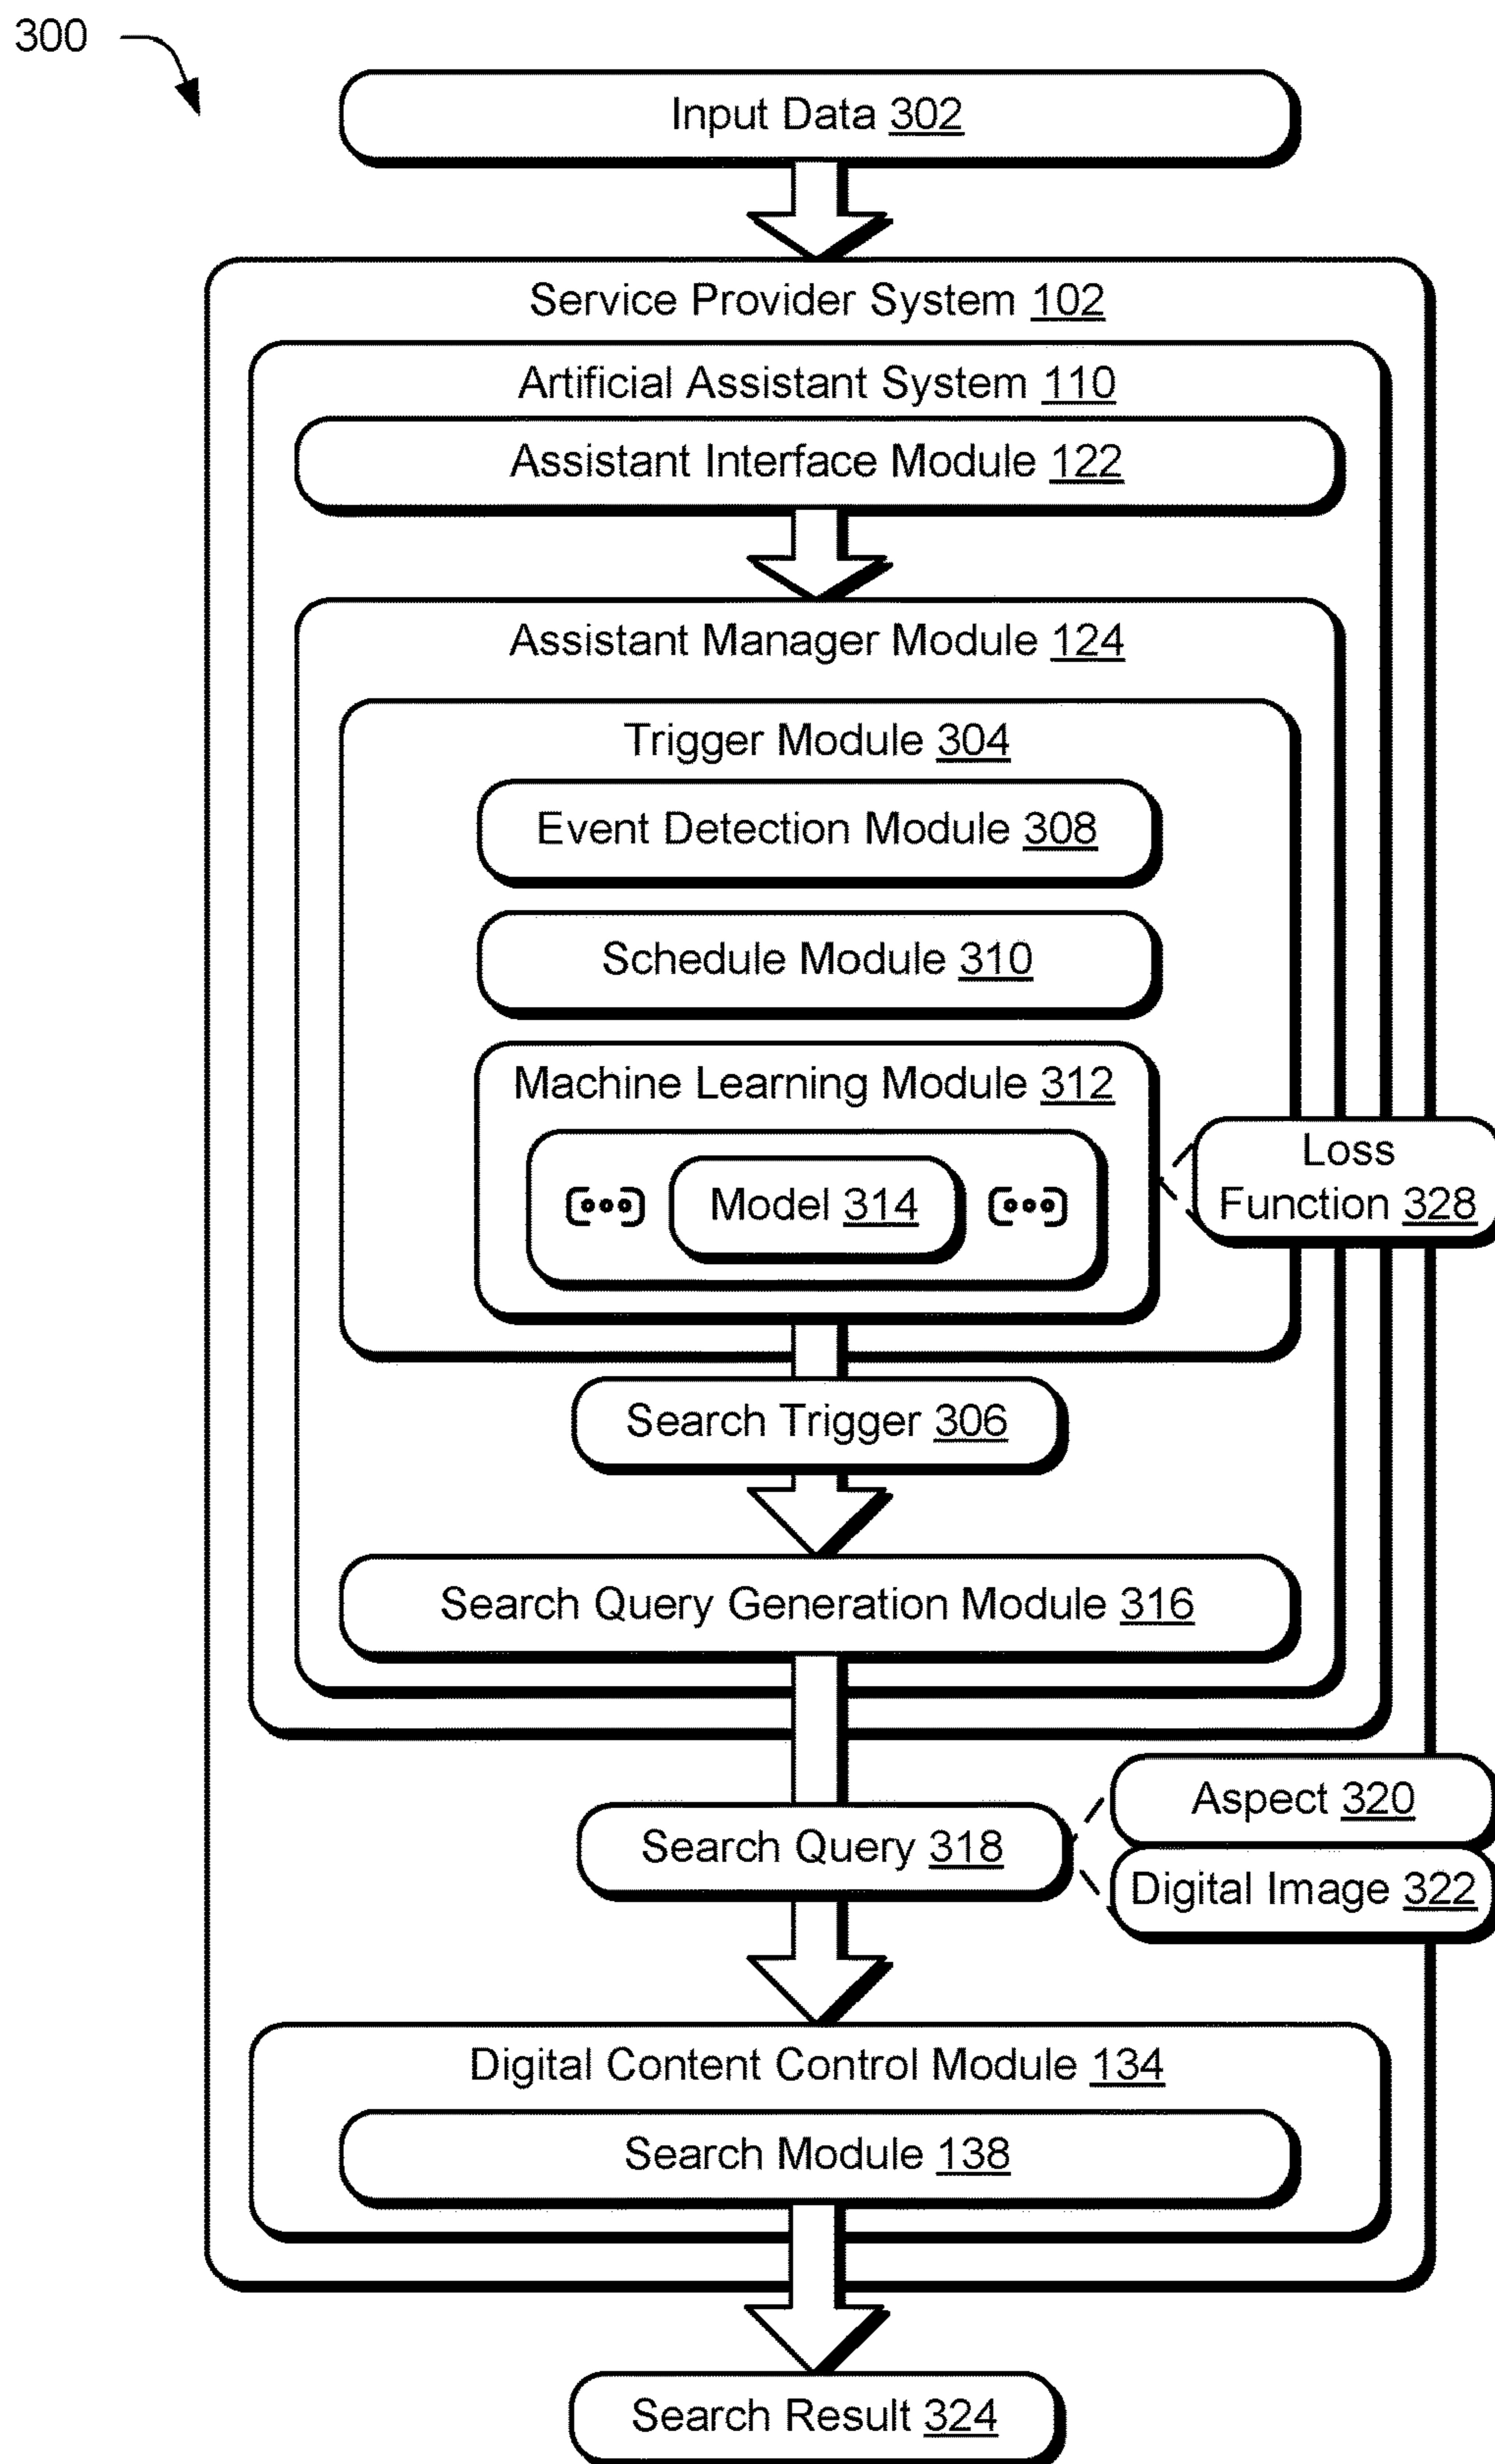 300
Input Data 302
Service Provider System 102
Artificial Assistant System 110
Assistant Interface Module 122
Assistant Manager Module 124
Trigger Module 304
Event Detection Module 308
Schedule Module 310
Machine Learning Module 312
Model 314
Loss
Function 328
Search Trigger 306
Search Query Generation Module 316
Search Query 318
Aspect 320
Digital Image 322
Digital Content Control Module 134
Search Module 138
Search Result 324